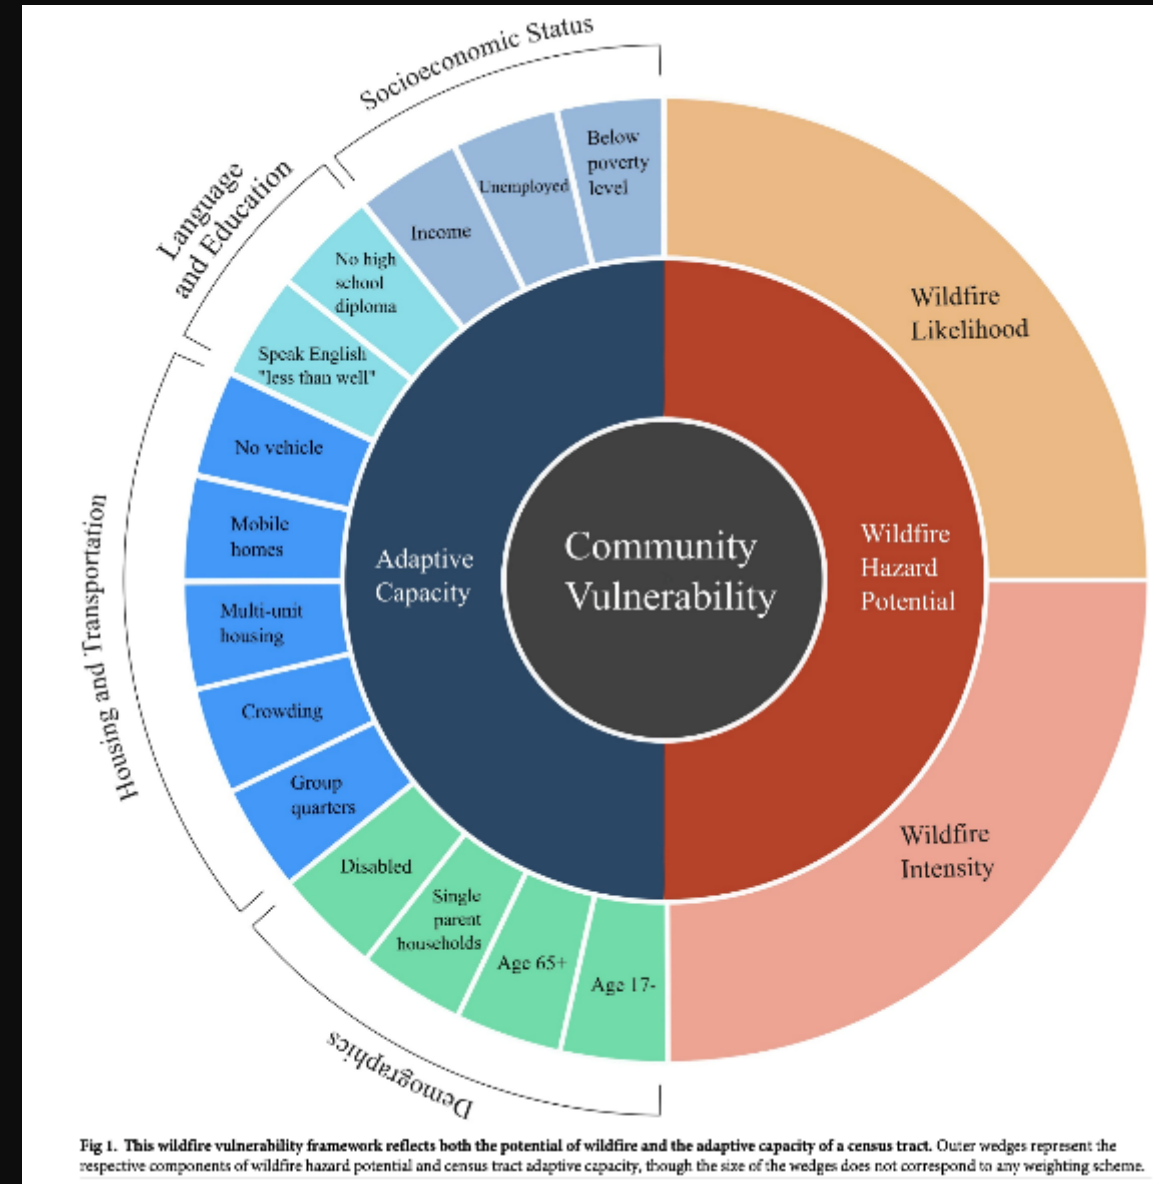 Socioeconomic Status
Language
and Education
Housing and Transportation
Demographics
Below
poverty
level
Unemployed
Income
No high
school
diploma
Speak English
"less than well"
No vehicle
Mobile
homes
Multi-unit
housing
Crowding
Group
quarters
Disabled
Single
parent
households
Age 65+
Age 17-
Adaptive
Capacity
Community
Vulnerability
Wildfire
Hazard
Potential
Wildfire
Likelihood
Wildfire
Intensity
Fig 1. This wildfire vulnerability framework reflects both the potential of wildfire and the adaptive capacity of a census tract. Outer wedges represent the
respective components of wildfire hazard potential and census tract adaptive capacity, though the size of the wedges does not correspond to any weighting scheme.